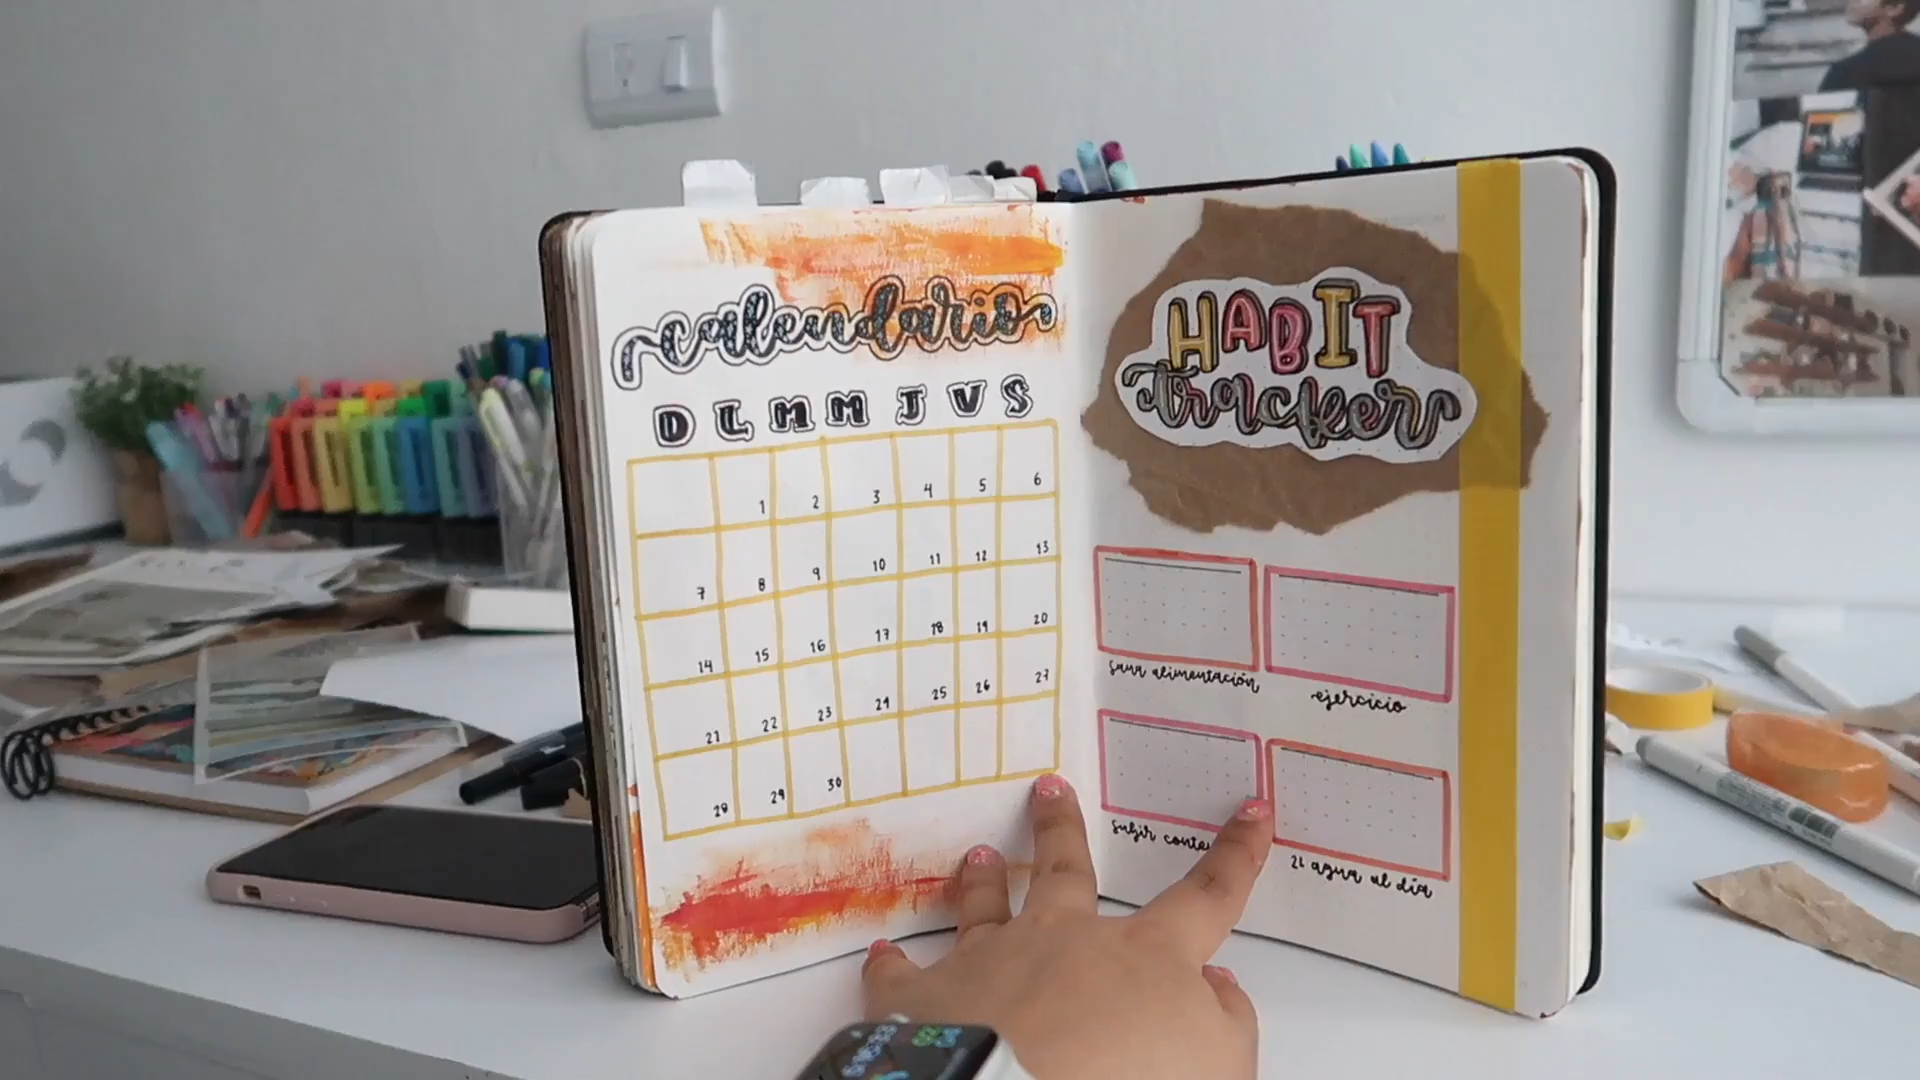 calendario
D L M M J V S
1 2 3 4 5 6
7 8 9 10 11 12 13
14 15 16 17 18 19 20
21 22 23 24 25 26 27
28 29 30
HABIT
tracker
sana alimentación
ejercicio
subir
2L agua al día